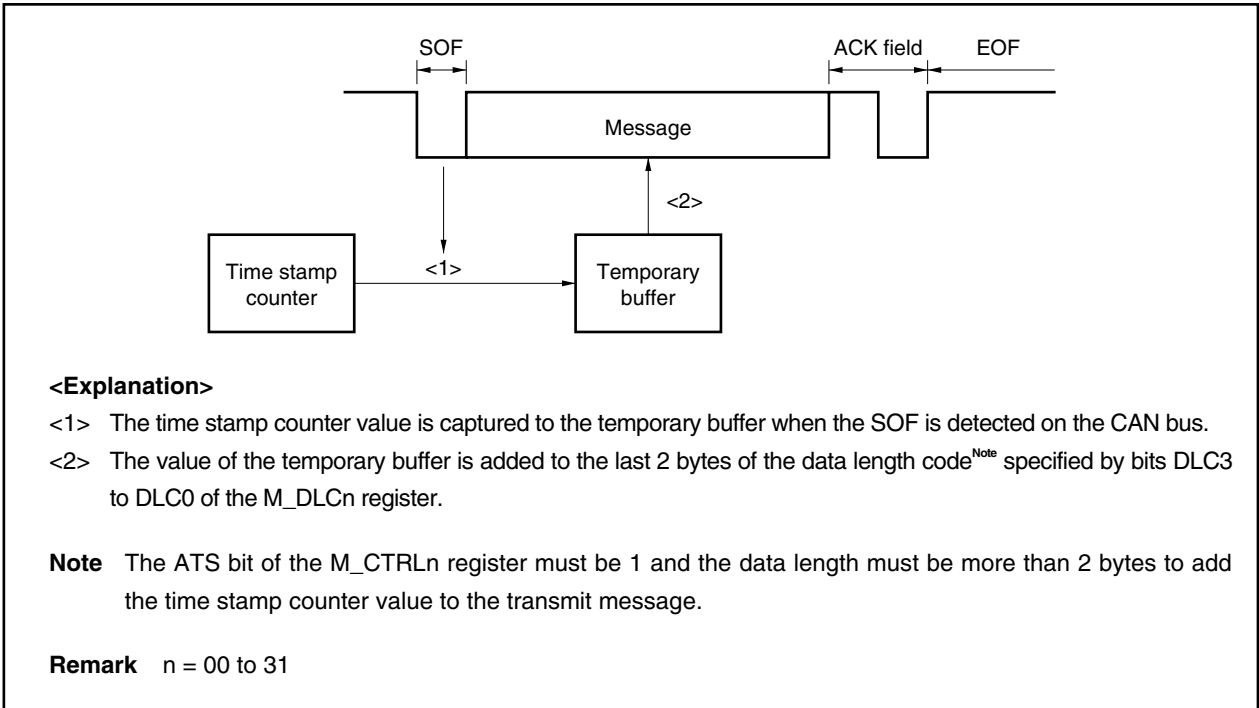 SOF
ACK field
EOF
Message
<2>
Time stamp
counter
<1>
Temporary
buffer
<Explanation>
<1> The time stamp counter value is captured to the temporary buffer when the SOF is detected on the CAN bus.
<2> The value of the temporary buffer is added to the last 2 bytes of the data length code Note specified by bits DLC3
to DLC0 of the M_DLCn register.
Note The ATS bit of the M_CTRLn register must be 1 and the data length must be more than 2 bytes to add
the time stamp counter value to the transmit message.
Remark n = 00 to 31